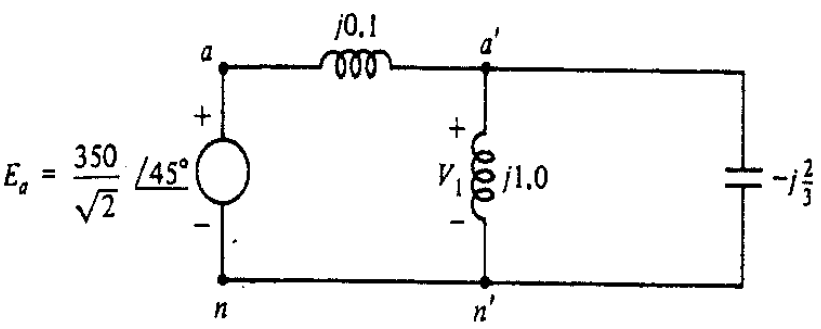 j0.1
a
a'
+
+
E_a = 350/√2 /45°
V_1
j1.0
-j 2/3
-
-
n
n'